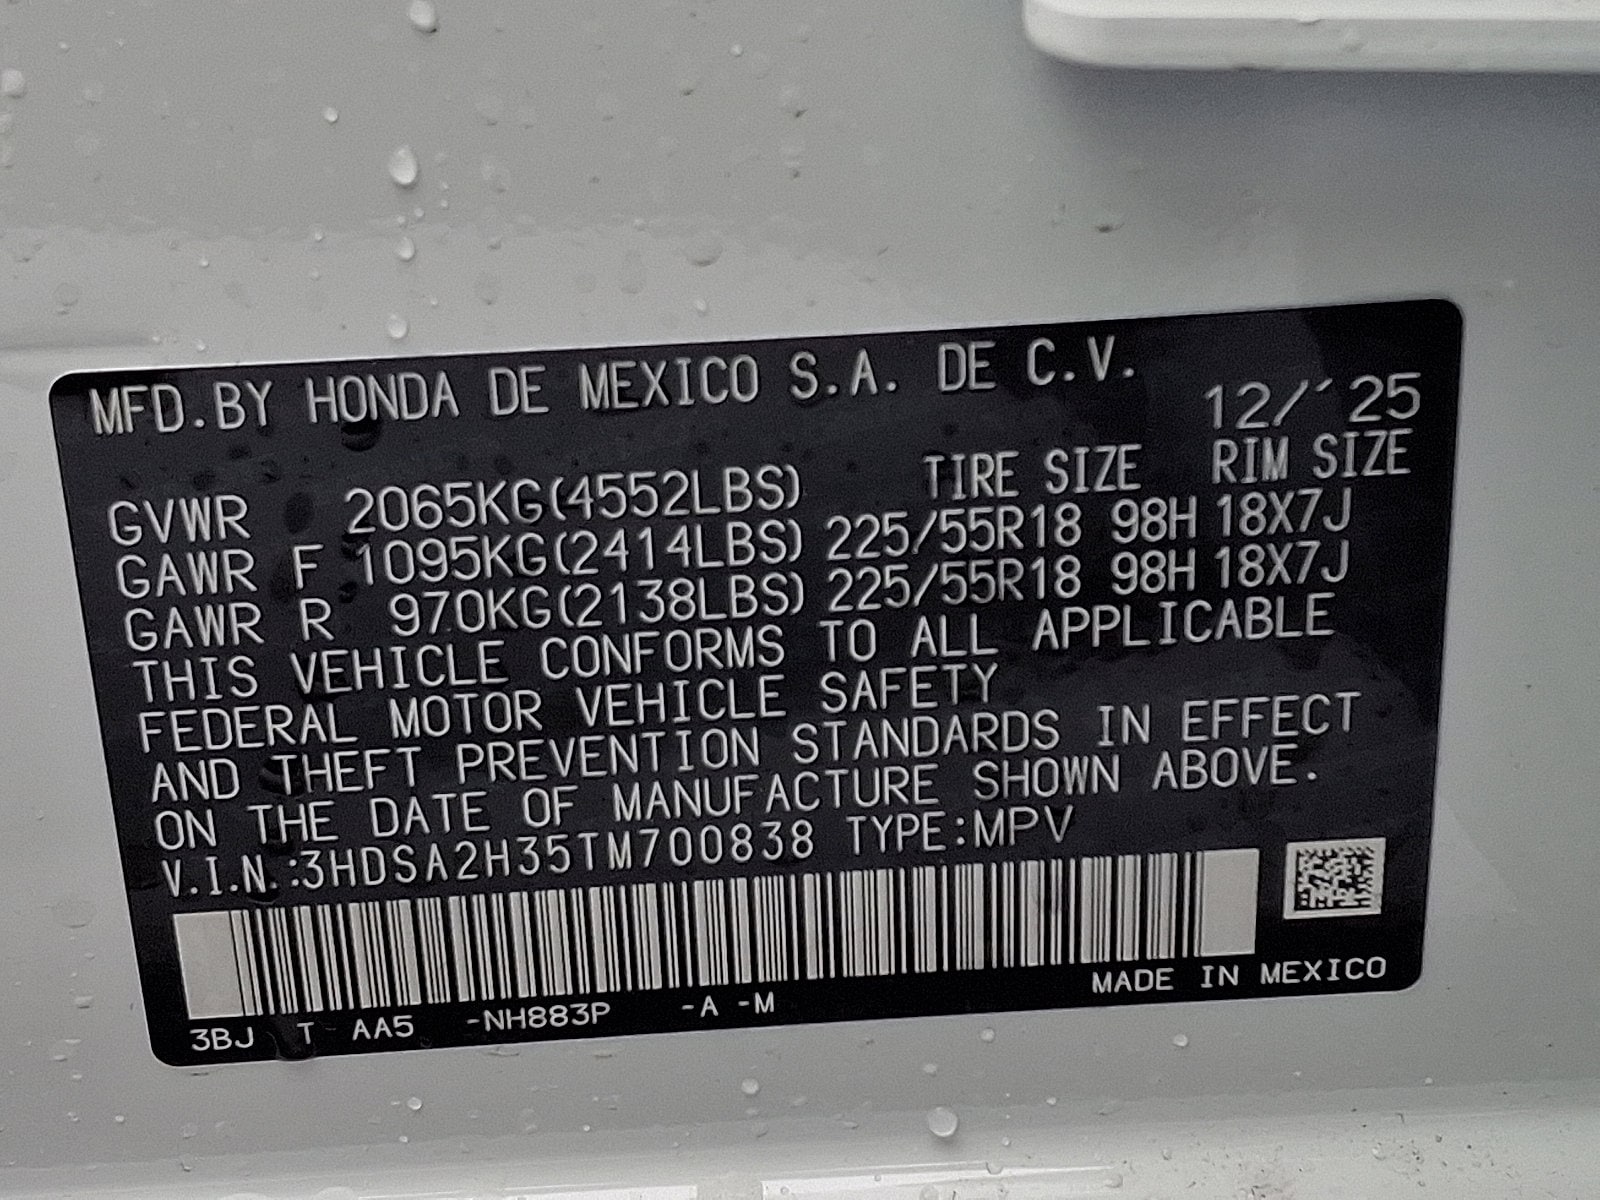 MFD.BY HONDA DE MEXICO S.A. DE C.V.
12/´25
GVWR 2065KG(4552LBS) TIRE SIZE RIM SIZE
GAWR F 1095KG(2414LBS) 225/55R18 98H 18X7J
GAWR R 970KG(2138LBS) 225/55R18 98H 18X7J
THIS VEHICLE CONFORMS TO ALL APPLICABLE
FEDERAL MOTOR VEHICLE SAFETY
AND THEFT PREVENTION STANDARDS IN EFFECT
ON THE DATE OF MANUFACTURE SHOWN ABOVE.
V.I.N.:3HDSA2H35TM700838 TYPE:MPV
MADE IN MEXICO
3BJ T AA5 -NH883P -A -M